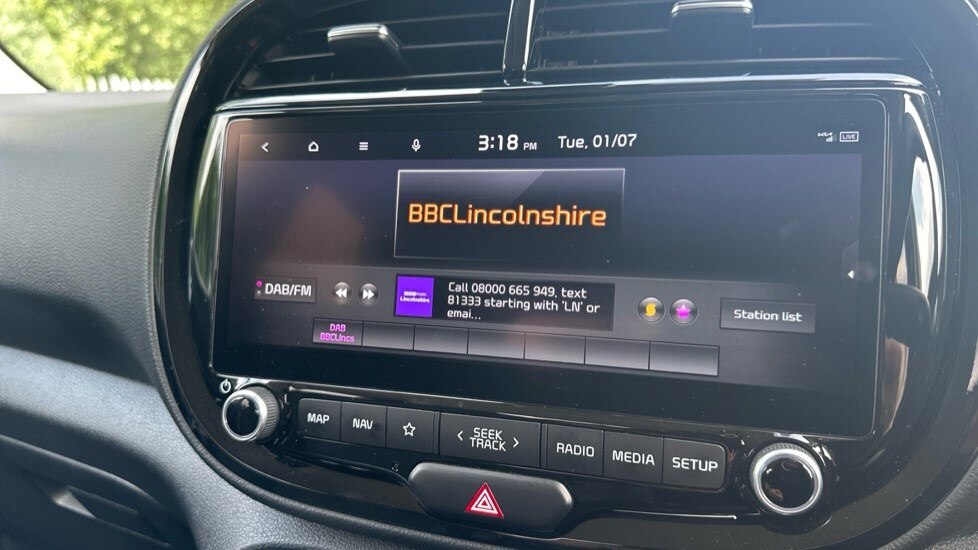 3:18 PM Tue, 01/07
KIA LIVE
BBCLincolnshire
DAB/FM
Call 08000 665 949, text
81333 starting with 'LN' or
emai...
Lincolnshire
Station list
DAB
BBCLincs
MAP NAV < SEEK TRACK > RADIO MEDIA SETUP